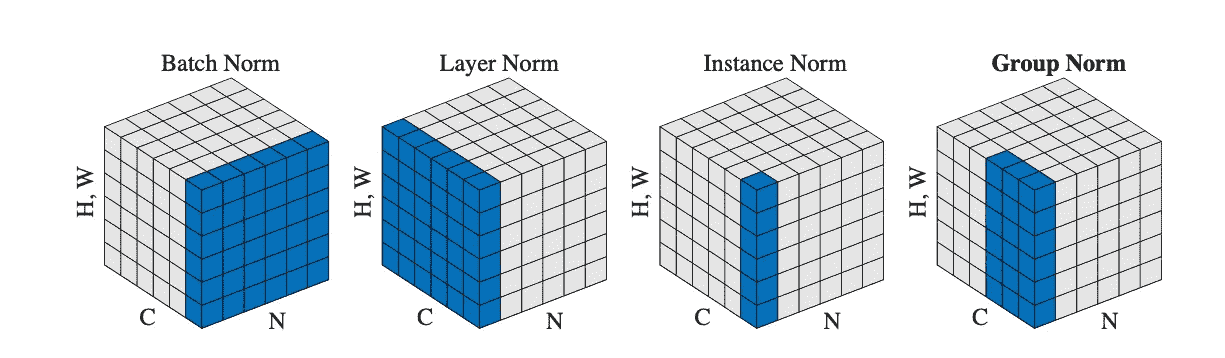 Batch Norm
Layer Norm
Instance Norm
Group Norm
H, W
H, W
H, W
H, W
C
N
C
N
C
N
C
N